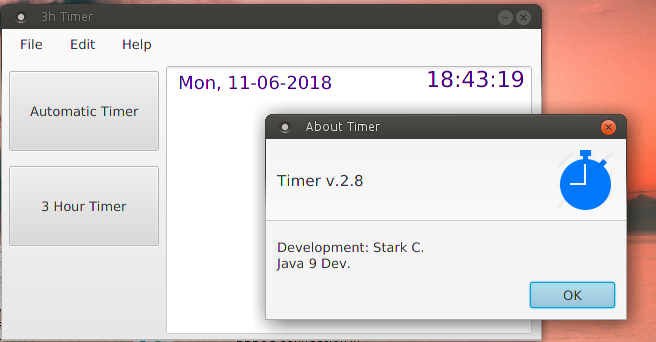 3h Timer
File Edit Help
Automatic Timer
3 Hour Timer
Mon, 11-06-2018 18:43:19
About Timer
Timer v.2.8
Development: Stark C.
Java 9 Dev.
OK